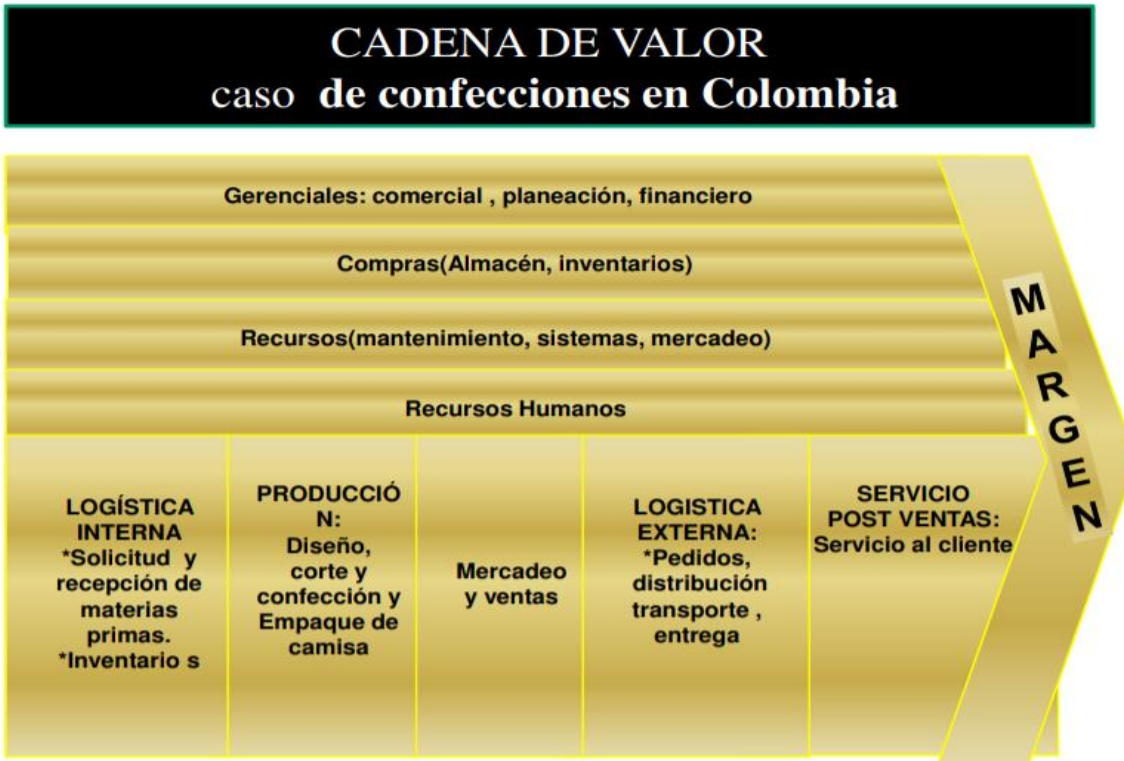 CADENA DE VALOR
caso de confecciones en Colombia
Gerenciales: comercial , planeación, financiero
Compras(Almacén, inventarios)
Recursos(mantenimiento, sistemas, mercadeo)
Recursos Humanos
LOGÍSTICA
INTERNA
*Solicitud y
recepción de
materias
primas.
*Inventario s
PRODUCCIÓ
N:
Diseño,
corte y
confección y
Empaque de
camisa
Mercadeo
y ventas
LOGISTICA
EXTERNA:
*Pedidos,
distribución
transporte ,
entrega
SERVICIO
POST VENTAS:
Servicio al cliente
MARGEN